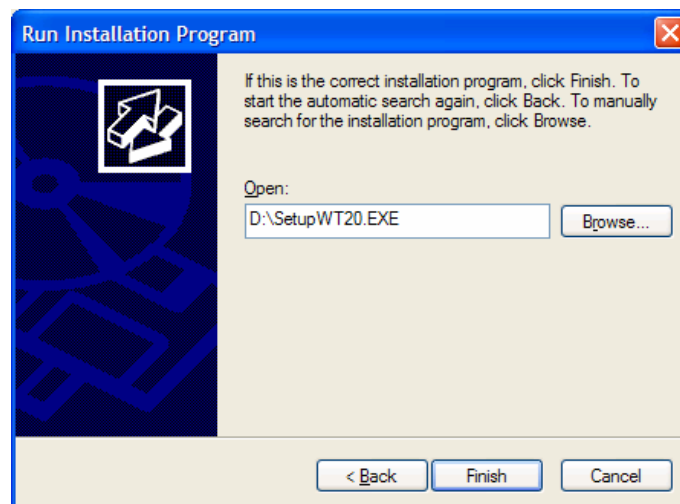 Run Installation Program
If this is the correct installation program, click Finish. To
start the automatic search again, click Back. To manually
search for the installation program, click Browse.
Open:
D:\SetupWT20.EXE
Browse...
< Back
Finish
Cancel